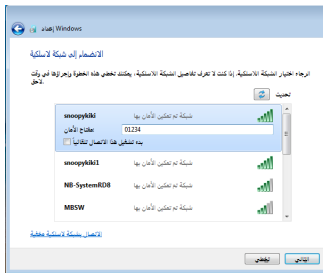 إعداد Windows
الانضمام إلى شبكة لاسلكية
الرجاء اختيار الشبكة اللاسلكية. إذا كنت لا تعرف تفاصيل الشبكة اللاسلكية، يمكنك تخطي هذه الخطوة وإجراؤها في وقت
لاحق.
تحديث
snoopykiki شبكة تم تمكين الأمان بها
مفتاح الأمان: 01234
بدء تشغيل هذا الاتصال تلقائياً
snoopykiki1 شبكة تم تمكين الأمان بها
NB-SystemRD8 شبكة تم تمكين الأمان بها
MBSW شبكة تم تمكين الأمان بها
الاتصال بشبكة لاسلكية مخفية
التالي تخطي